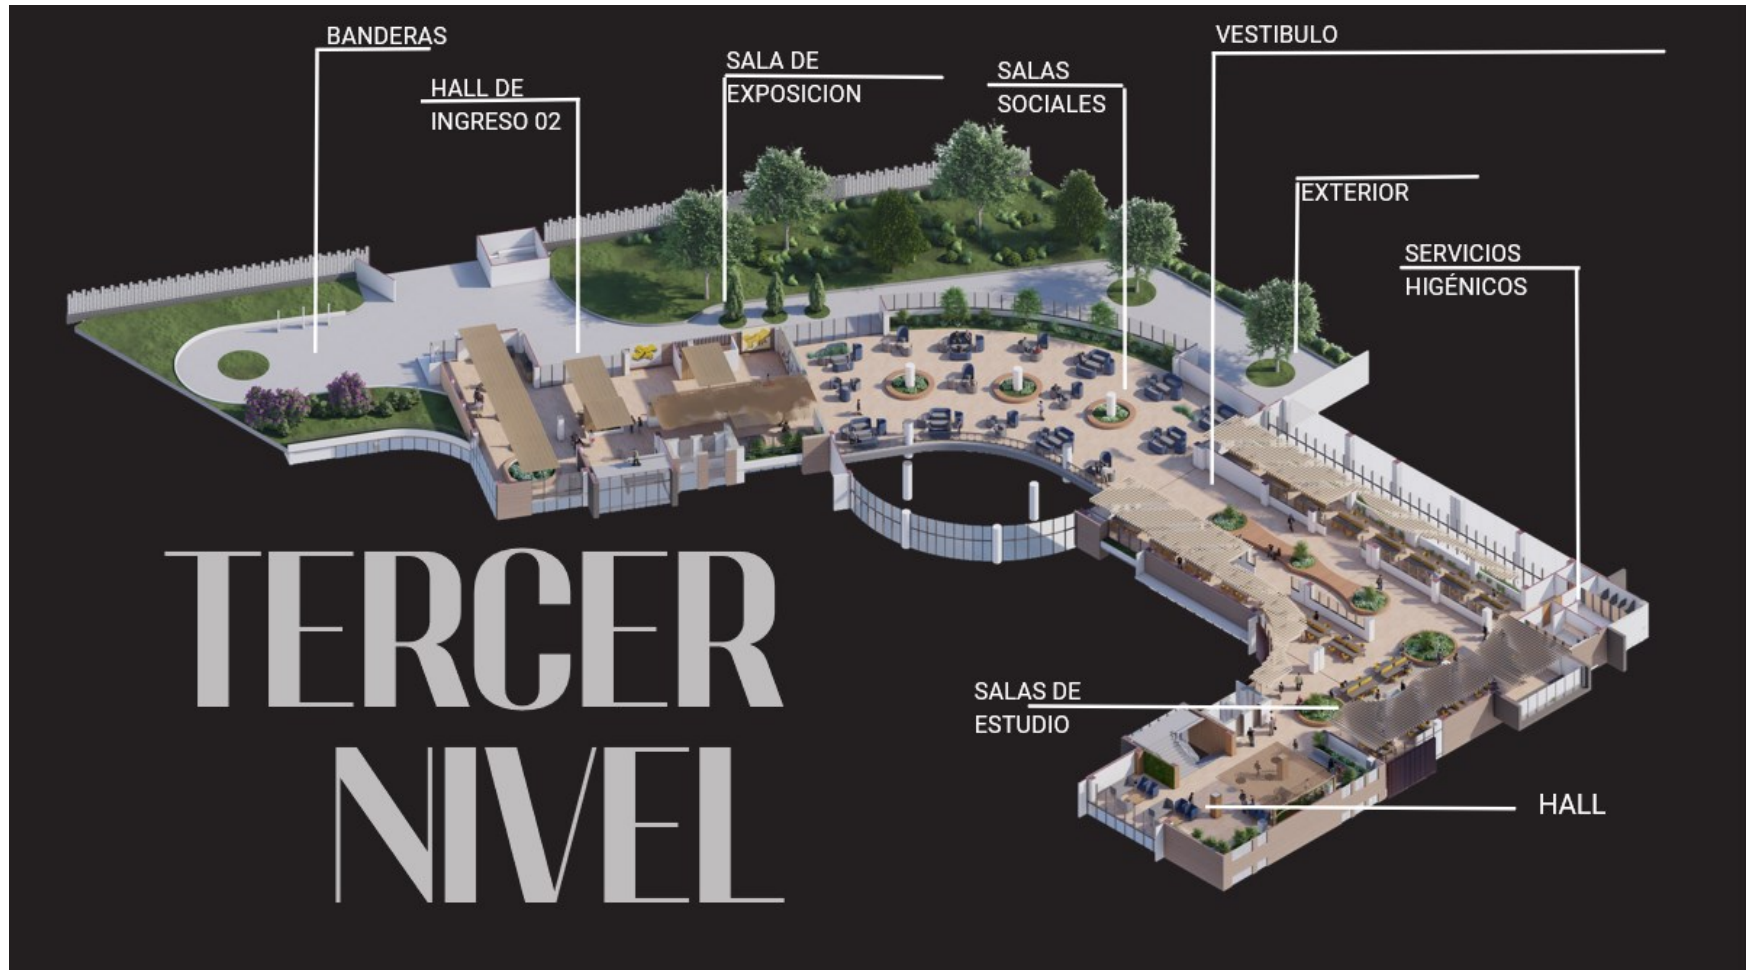 BANDERAS
HALL DE
INGRESO 02
SALA DE
EXPOSICION
SALAS
SOCIALES
VESTIBULO
EXTERIOR
SERVICIOS
HIGÉNICOS
TERCER
NIVEL
SALAS DE
ESTUDIO
HALL